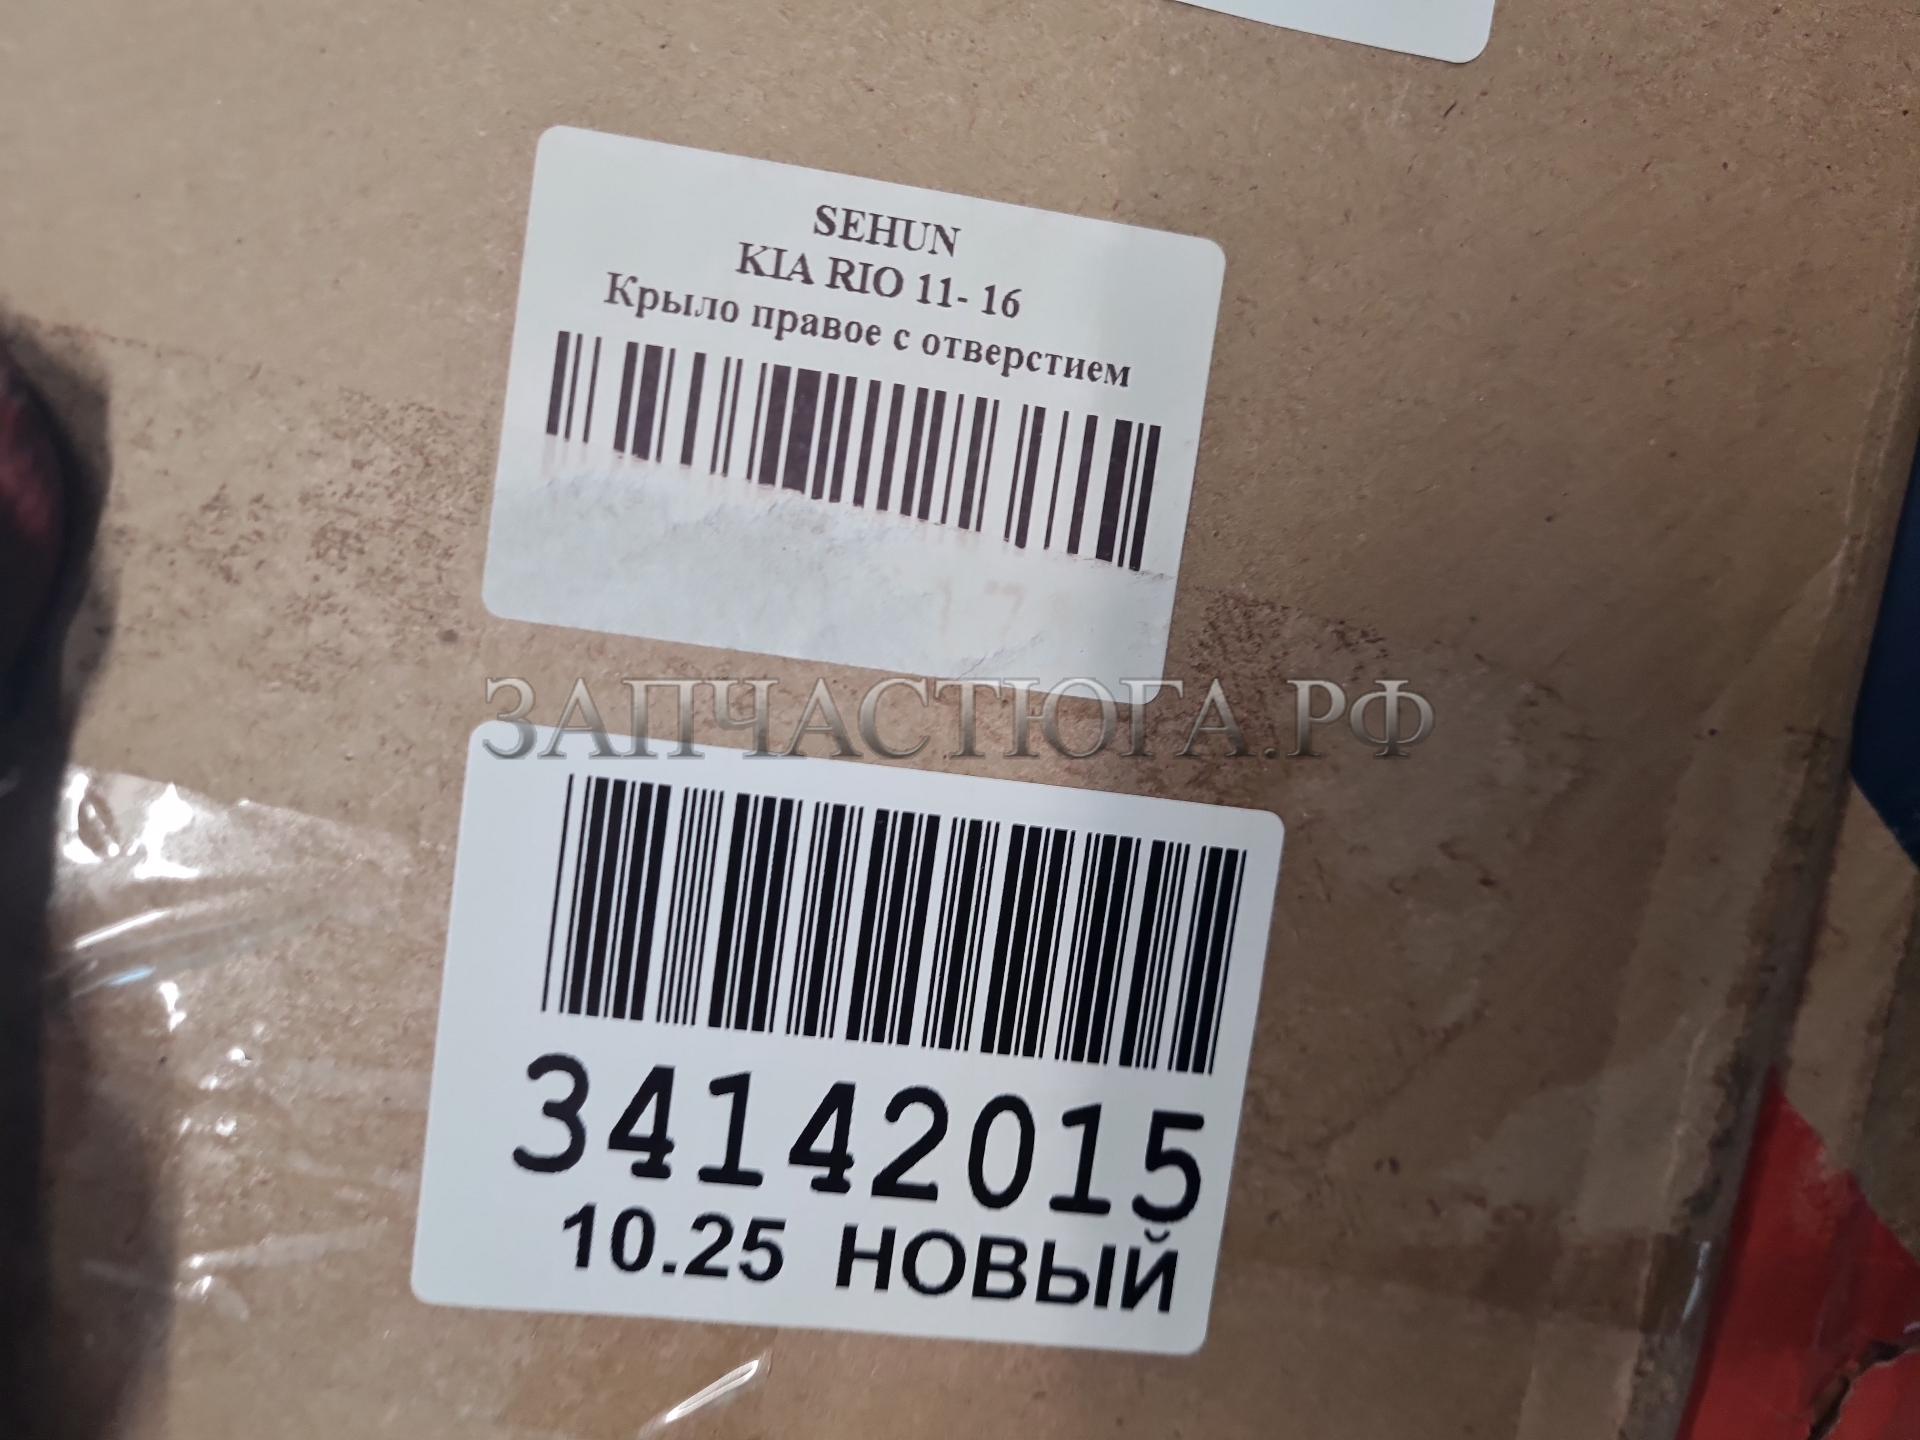 SEHUN
KIA RIO 11- 16
Крыло правое с отверстием
ЗАПЧАСТЮГА.РФ
34142015
10.25 НОВЫЙ